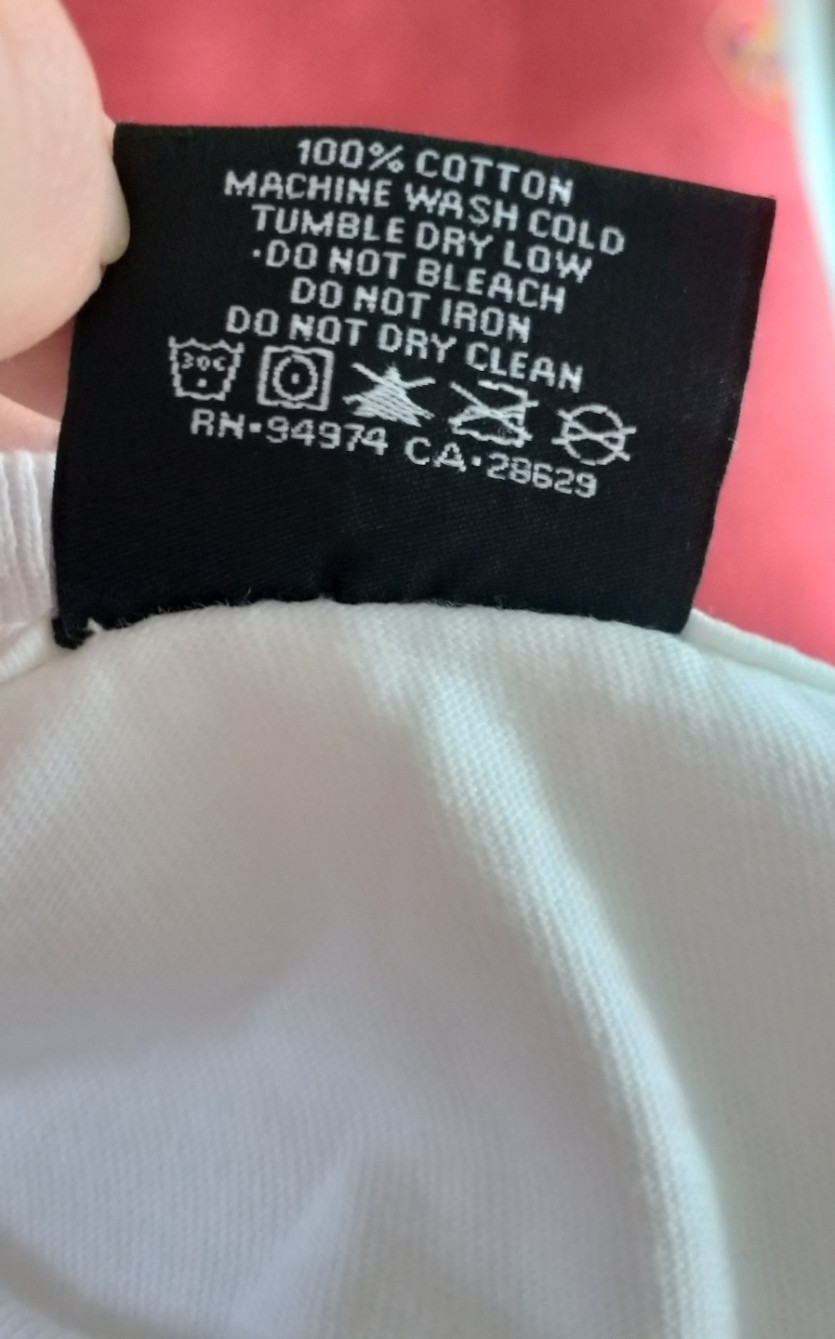 100% COTTON
MACHINE WASH COLD
TUMBLE DRY LOW
·DO NOT BLEACH
DO NOT IRON
DO NOT DRY CLEAN
30C
RN·94974 CA·28629